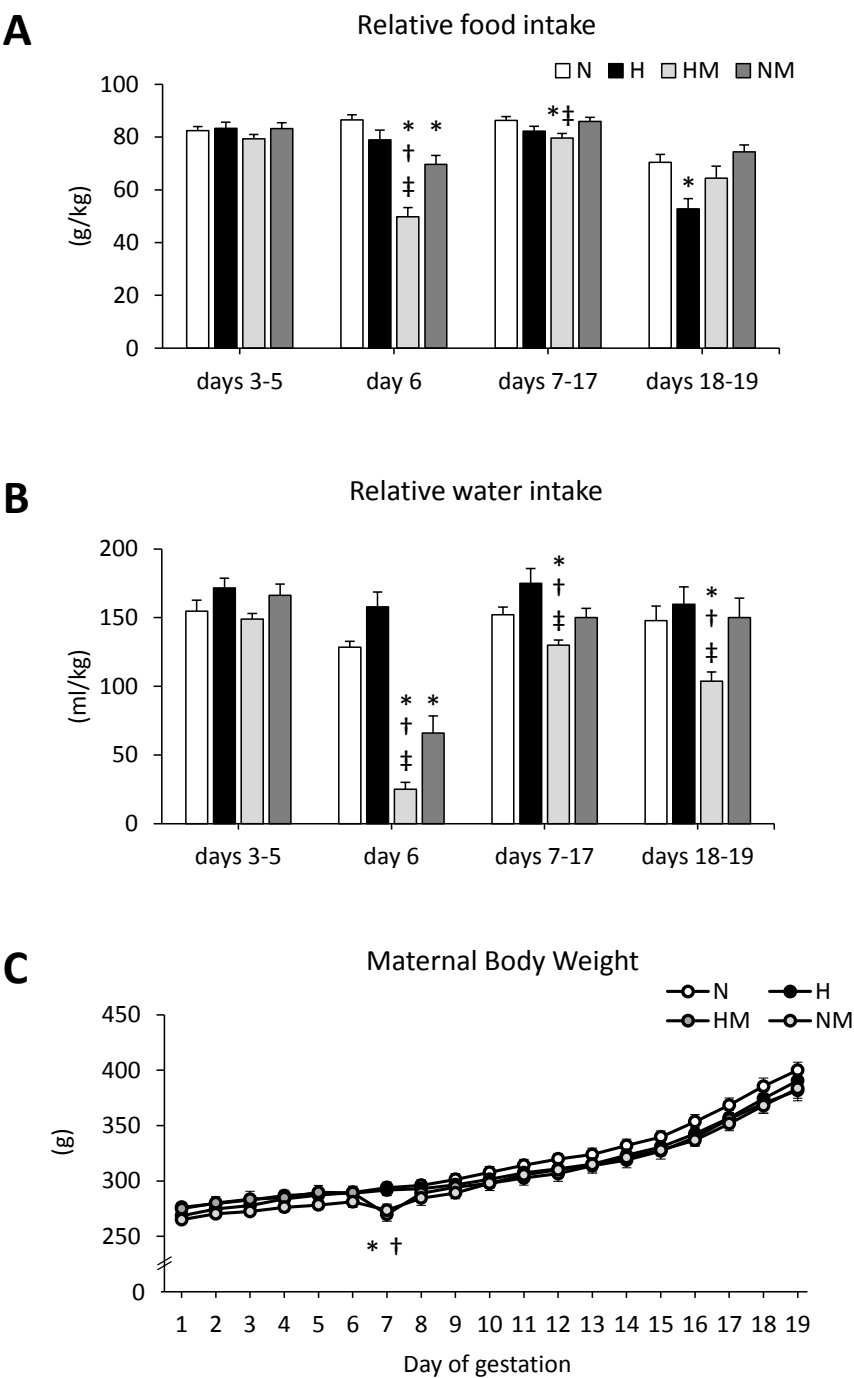 A
Relative food intake
N H HM NM
100
80
60
40
20
0
(g/kg)
* *
†
‡
*‡
*
days 3-5 day 6 days 7-17 days 18-19
B
Relative water intake
200
150
100
50
0
(ml/kg)
* *
†
‡
*
†
‡
*
†
‡
days 3-5 day 6 days 7-17 days 18-19
C
Maternal Body Weight
N H
HM NM
450
400
350
300
250
0
(g)
* †
1 2 3 4 5 6 7 8 9 10 11 12 13 14 15 16 17 18 19
Day of gestation